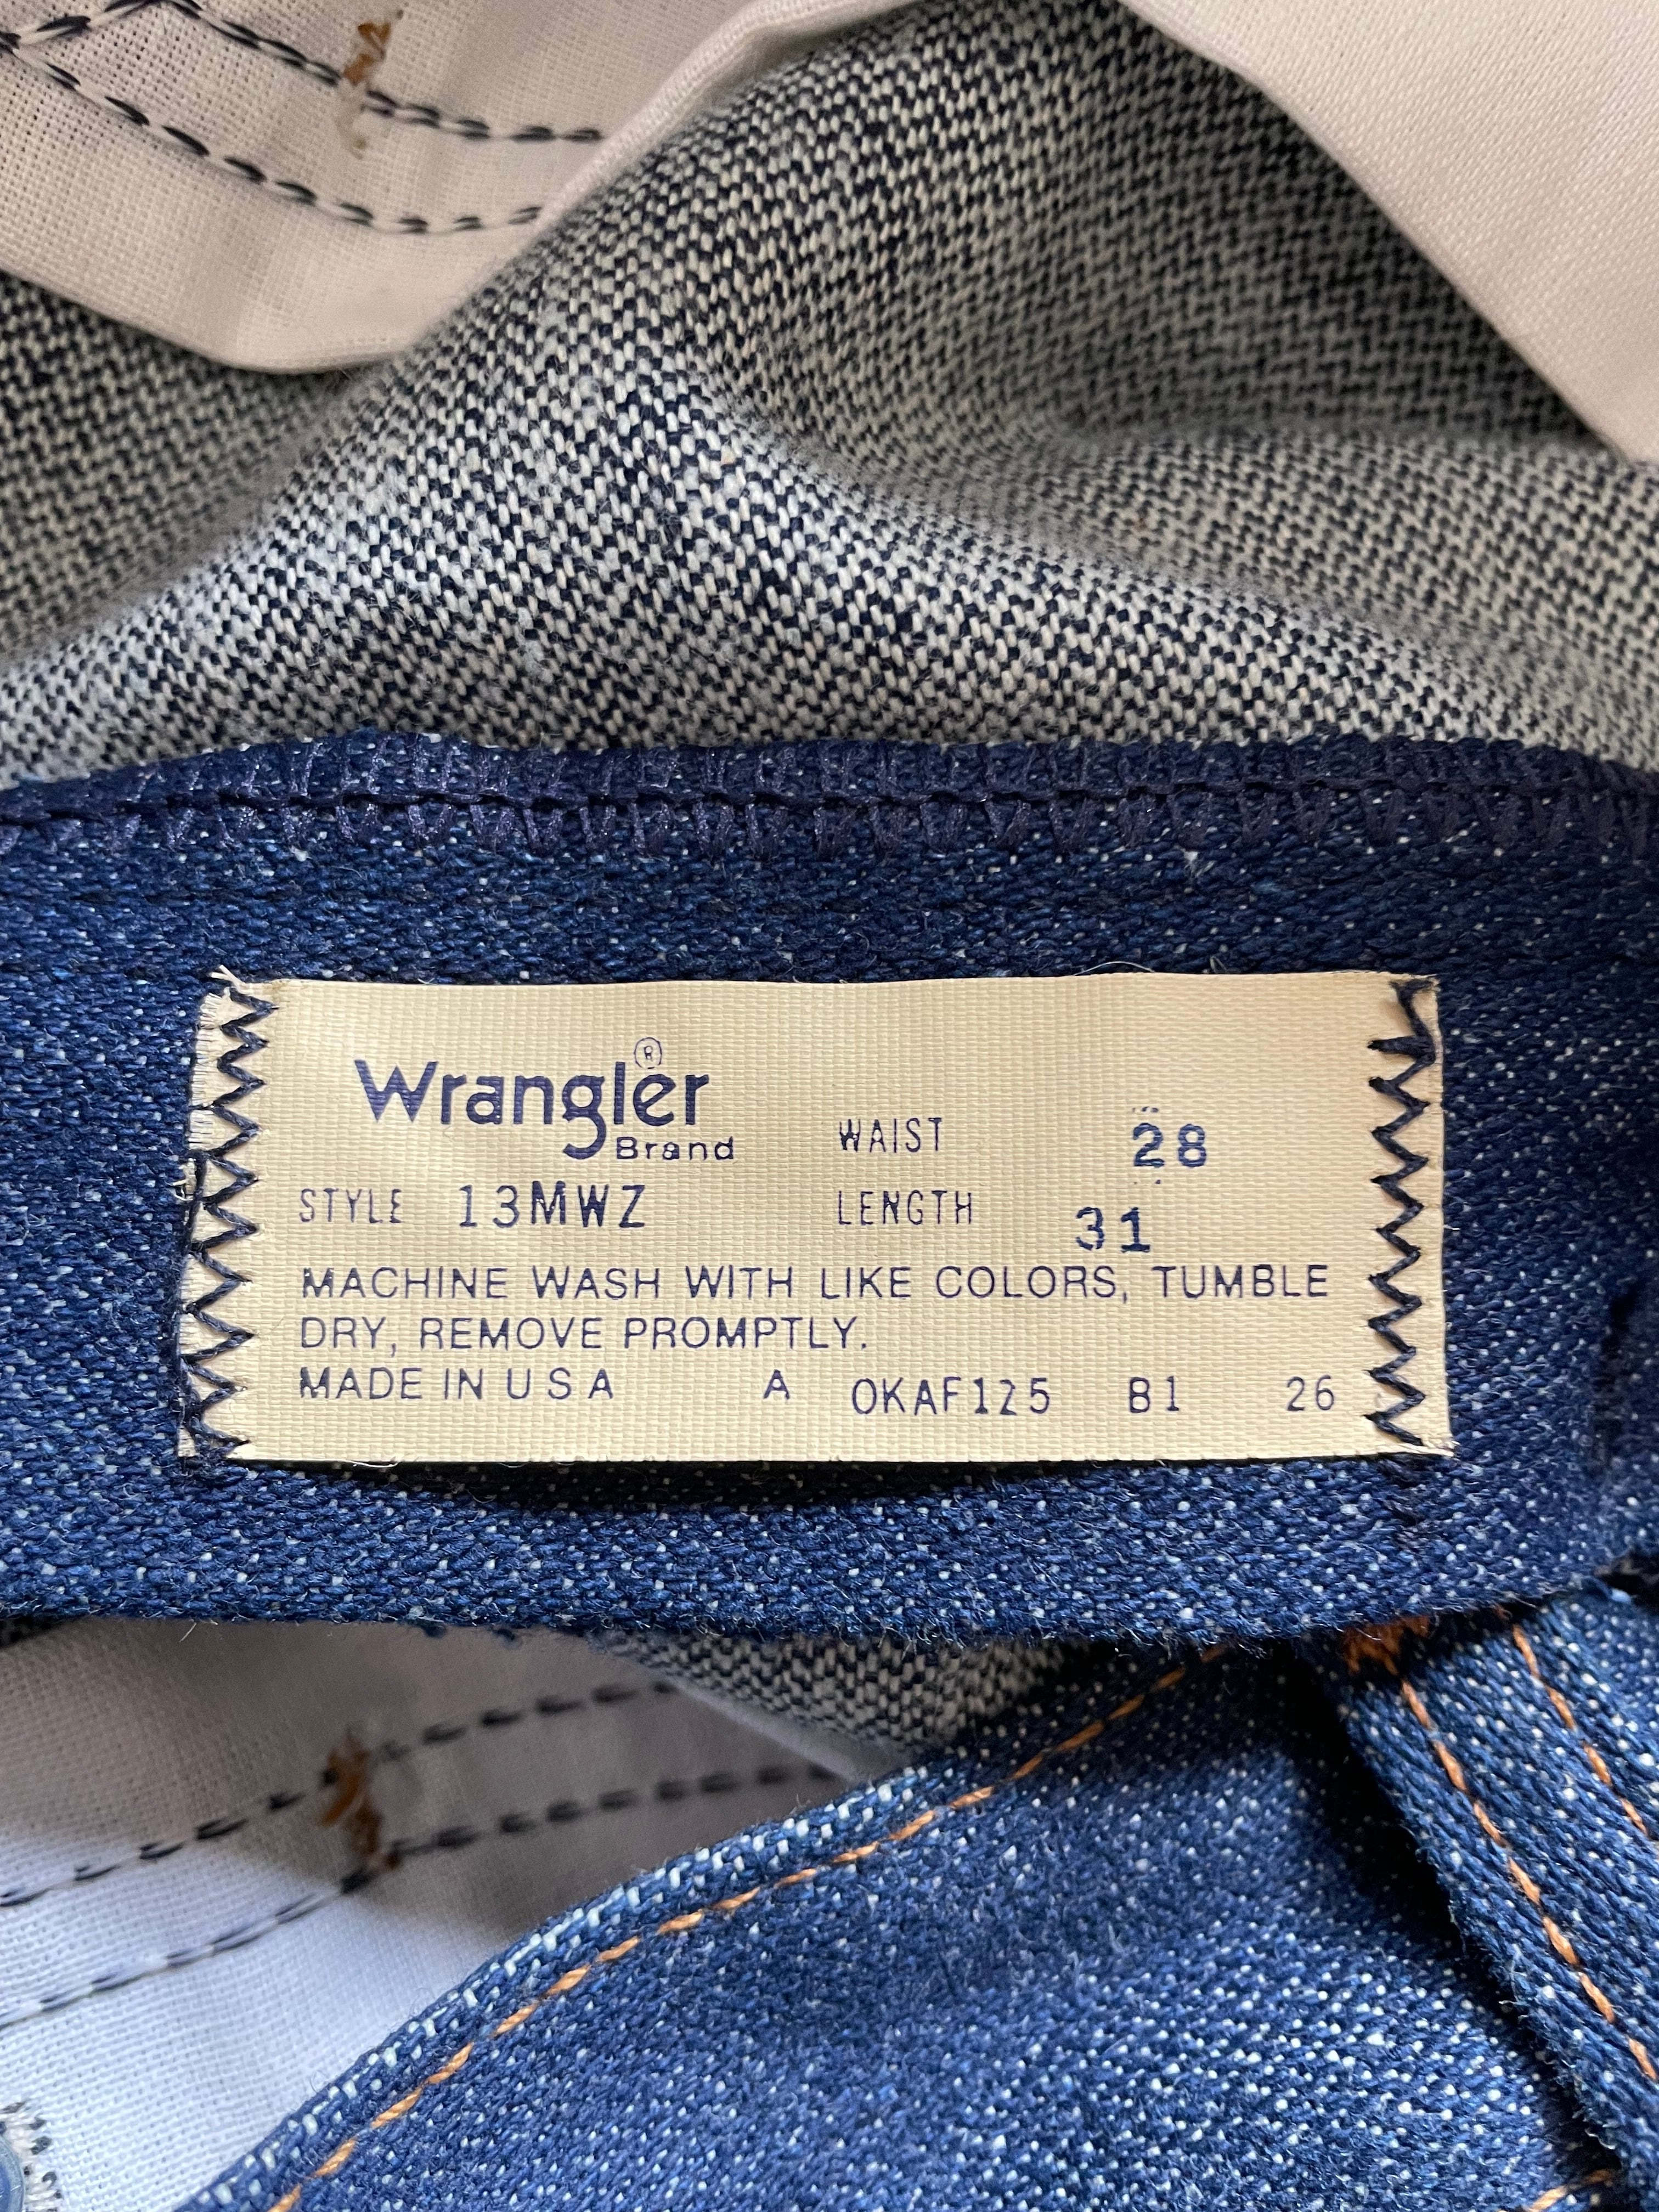 Wrangler®
Brand
WAIST 28
STYLE 13MWZ
LENGTH 31
MACHINE WASH WITH LIKE COLORS, TUMBLE
DRY, REMOVE PROMPTLY.
MADE IN U S A A OKAF125 B1 26